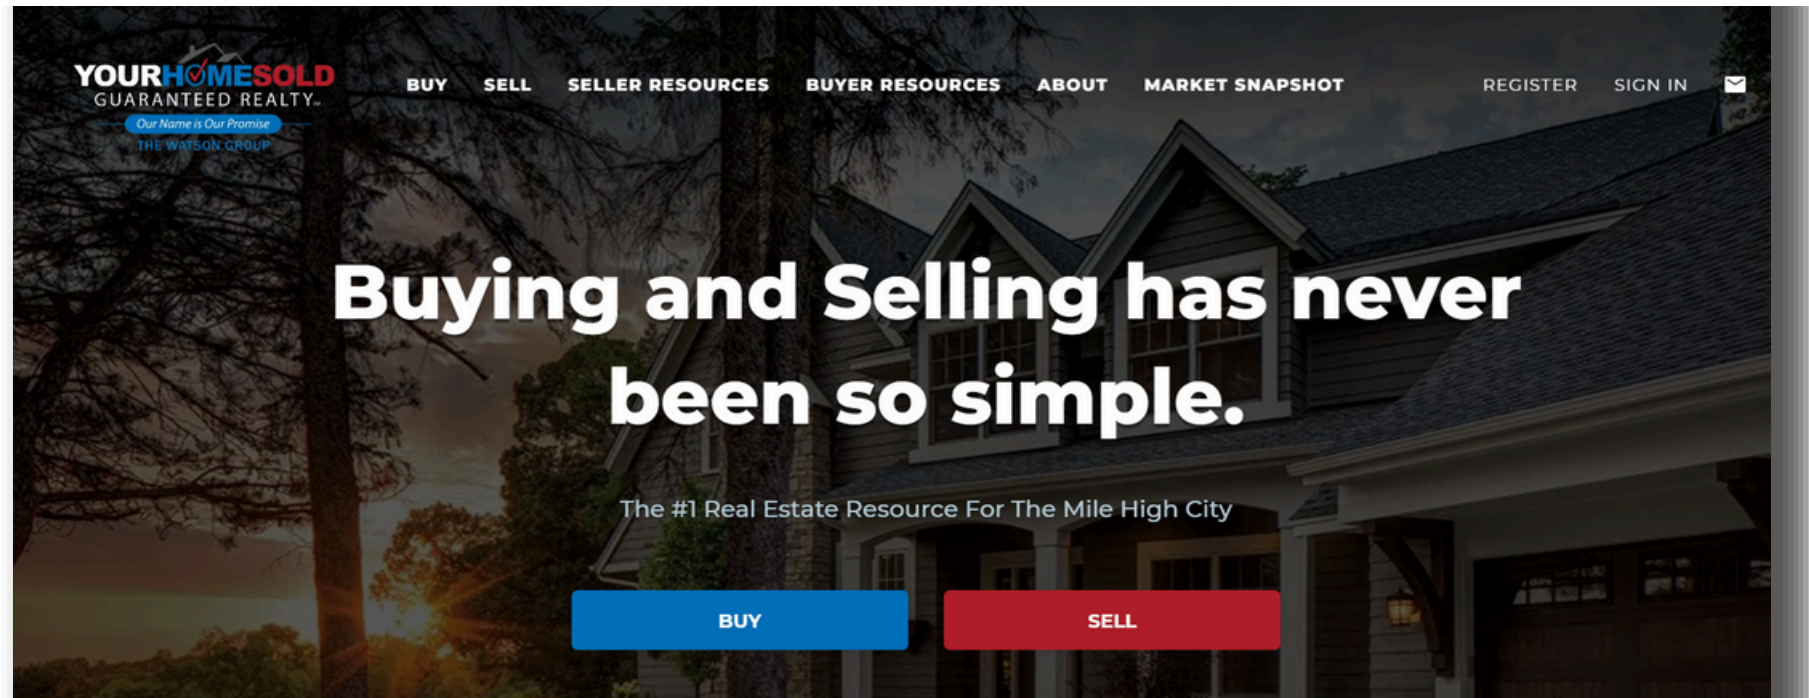 YOURHOMESOLD
GUARANTEED REALTY
Our Name is Our Promise
THE WATSON GROUP
BUY
SELL
SELLER RESOURCES
BUYER RESOURCES
ABOUT
MARKET SNAPSHOT
REGISTER
SIGN IN
Buying and Selling has never
been so simple.
The #1 Real Estate Resource For The Mile High City
BUY
SELL